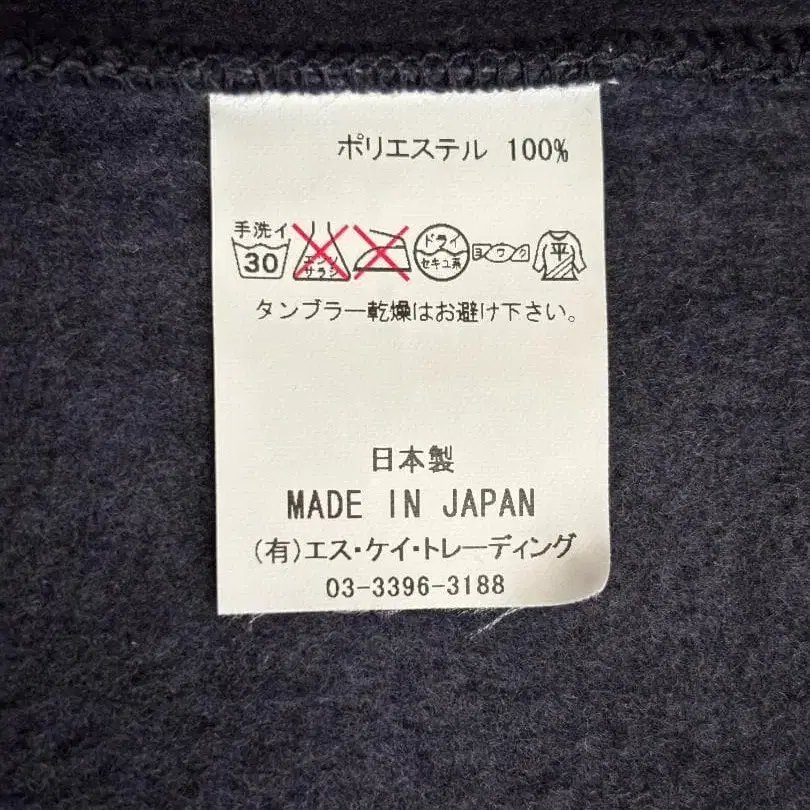 ポリエステル 100%
手洗イ
30
エンソ
サラシ
ドライ
セキユ系
ヨワク
平
タンブラー乾燥はお避け下さい。
日本製
MADE IN JAPAN
(有)エス・ケイ・トレーディング
03-3396-3188